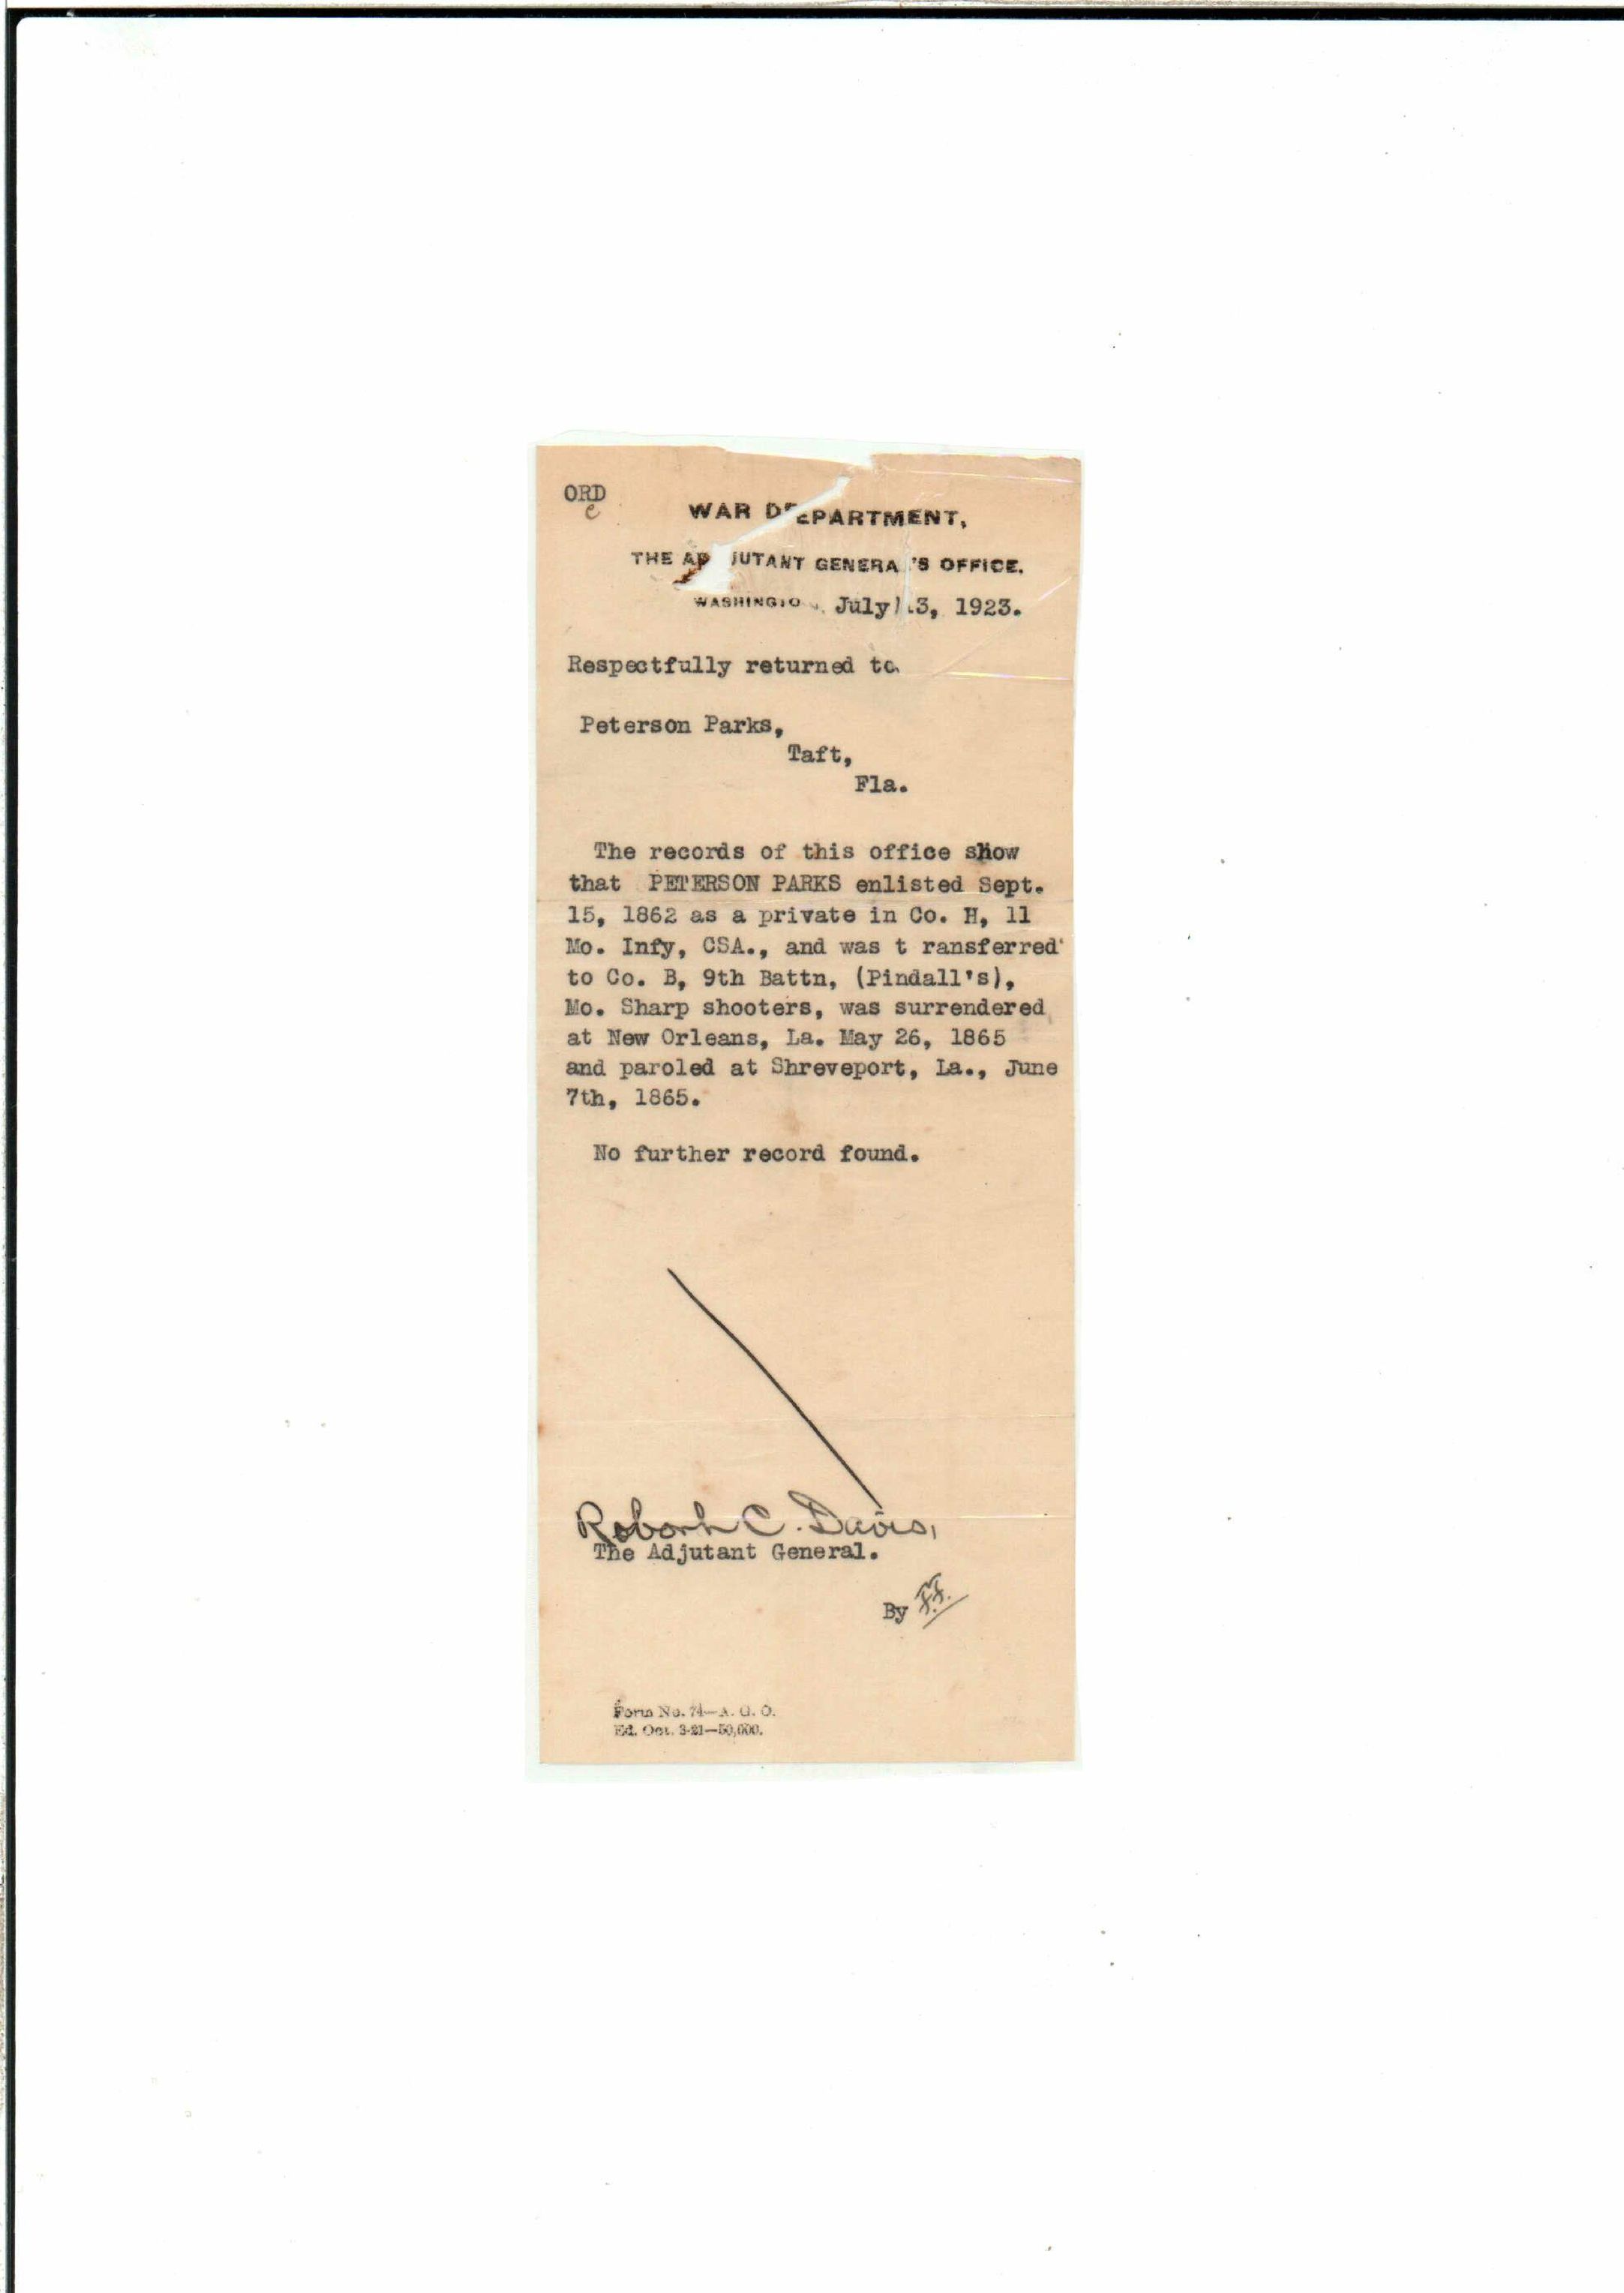 ORD
e
WAR DEPARTMENT,
THE ADJUTANT GENERA 'S OFFICE.
WASHINGTO , July 13, 1923.
Respectfully returned to
Peterson Parks,
Taft,
Fla.
The records of this office show
that PETERSON PARKS enlisted Sept.
15, 1862 as a private in Co. H, 11
Mo. Infy, CSA., and was t ransferred
to Co. B, 9th Battn, (Pindall's),
Mo. Sharp shooters, was surrendered
at New Orleans, La. May 26, 1865
and paroled at Shreveport, La., June
7th, 1865.
No further record found.
Robert C. Davis,
The Adjutant General.
By F.F.
Form No. 74—A. G. O.
Ed. Oct. 3-21—50,000.